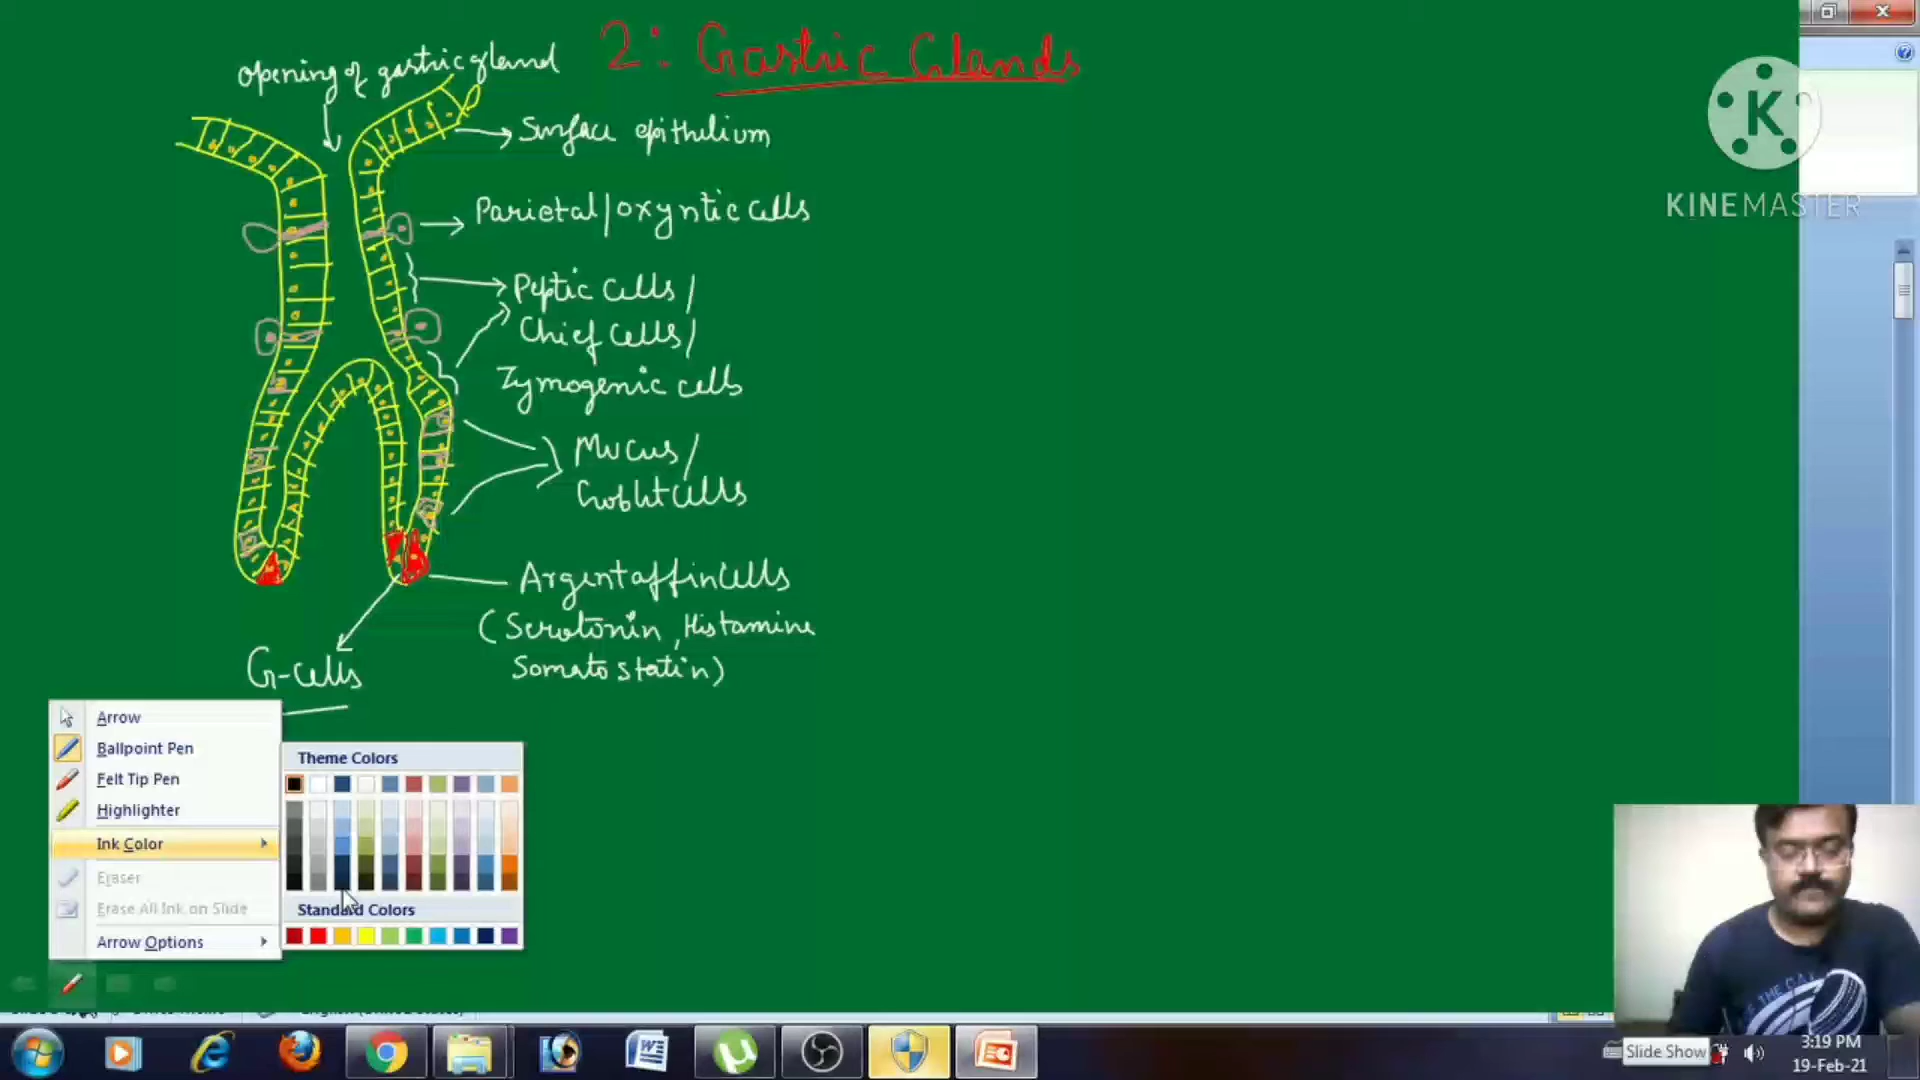 2: Gastric Glands
opening of gastric gland
Surface epithelium
Parietal/oxyntic cells
Peptic cells/
Chief cells/
Zymogenic cells
Mucus/
Goblet cells
Argentaffin cells
(Serotonin, Histamine
Somatostatin)
G-cells
K
KINEMASTER
Arrow
Ballpoint Pen
Felt Tip Pen
Highlighter
Ink Color
Eraser
Erase All Ink on Slide
Arrow Options
Theme Colors
Standard Colors
THE
Slide Show
3:19 PM
19-Feb-21